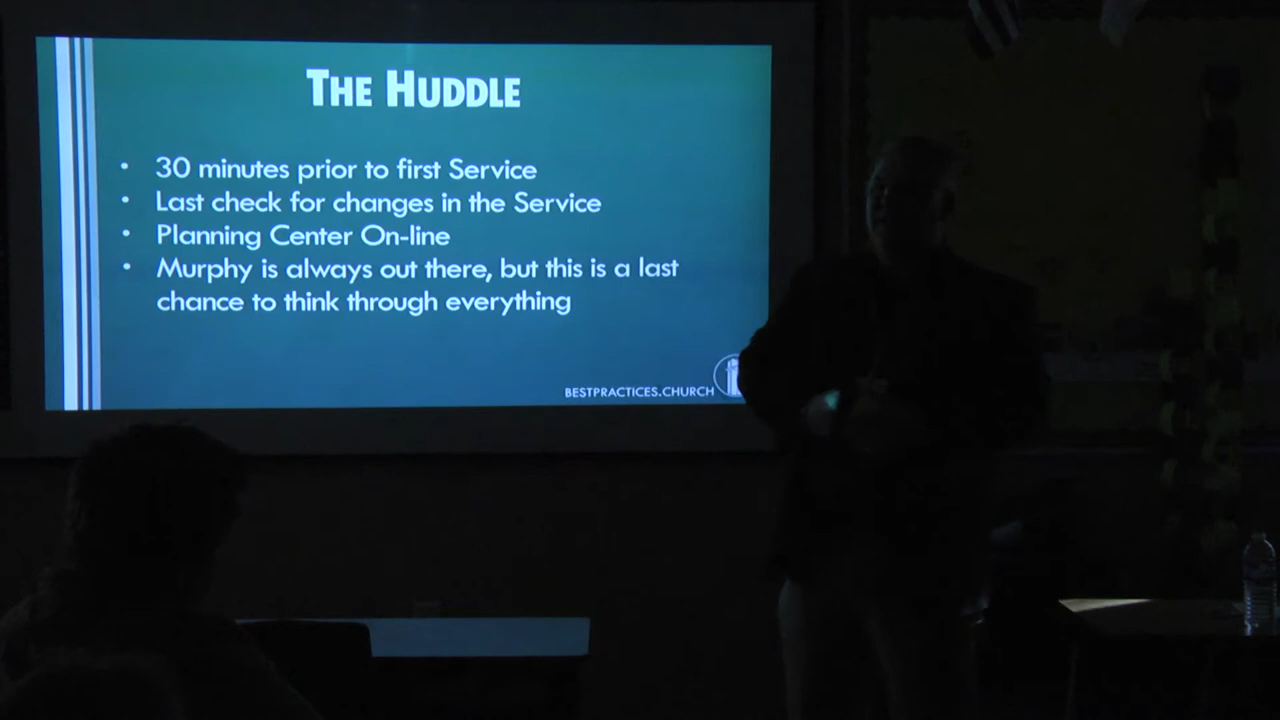 THE HUDDLE
• 30 minutes prior to first Service
• Last check for changes in the Service
• Planning Center On-line
• Murphy is always out there, but this is a last
chance to think through everything
BESTPRACTICES.CHURCH